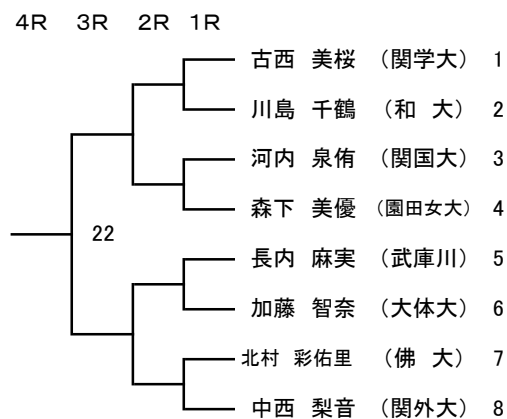 4R 3R 2R 1R
古西 美桜 （関学大） 1
川島 千鶴 （和 大） 2
河内 泉侑 （関国大） 3
森下 美優 （園田女大） 4
22
長内 麻実 （武庫川） 5
加藤 智奈 （大体大） 6
北村 彩佑里 （佛 大） 7
中西 梨音 （関外大） 8